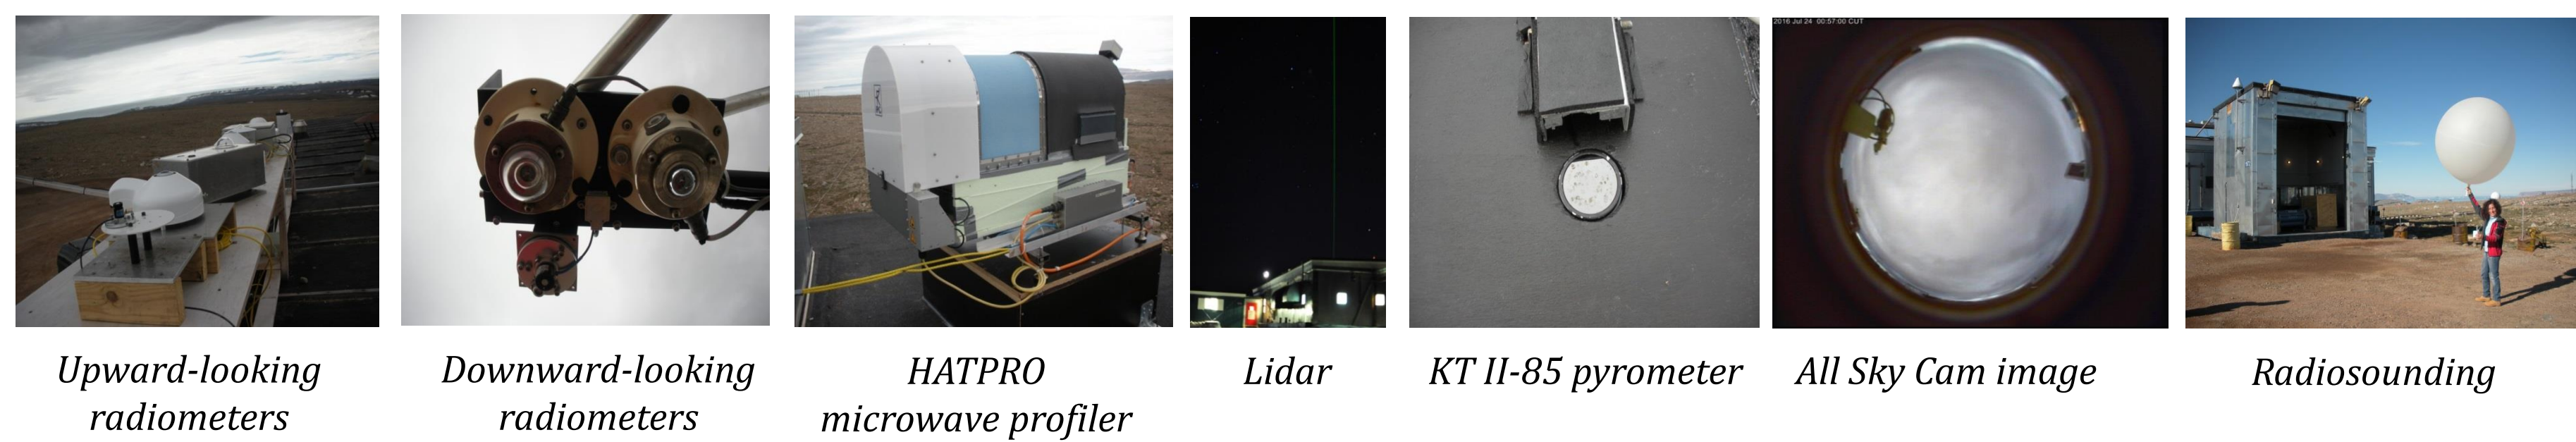 2016 Jul 24 00:57:00 CUT
Upward-looking
radiometers
Downward-looking
radiometers
HATPRO
microwave profiler
Lidar
KT II-85 pyrometer
All Sky Cam image
Radiosounding